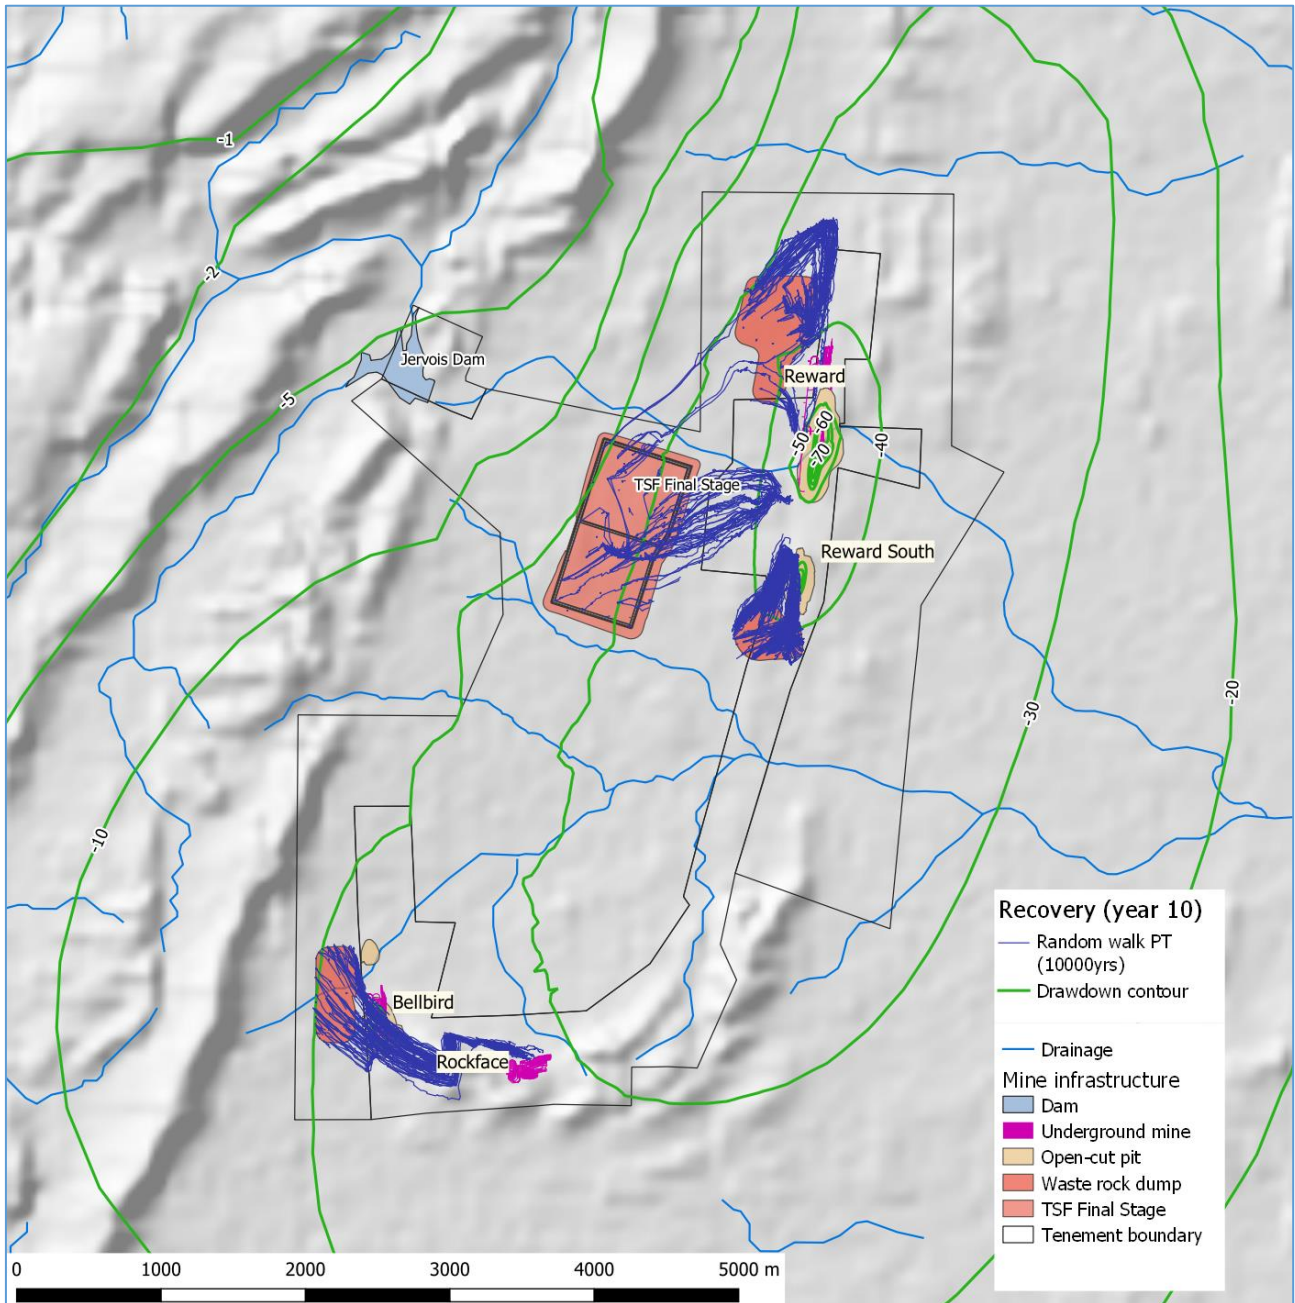 -1
-2
Jervois Dam
-5
Reward
-50
-60
-70
-40
TSF Final Stage
Reward South
-20
-30
-10
Bellbird
Rockface
Recovery (year 10)
Random walk PT
(10000yrs)
Drawdown contour
Drainage
Mine infrastructure
Dam
Underground mine
Open-cut pit
Waste rock dump
TSF Final Stage
Tenement boundary
0 1000 2000 3000 4000 5000 m